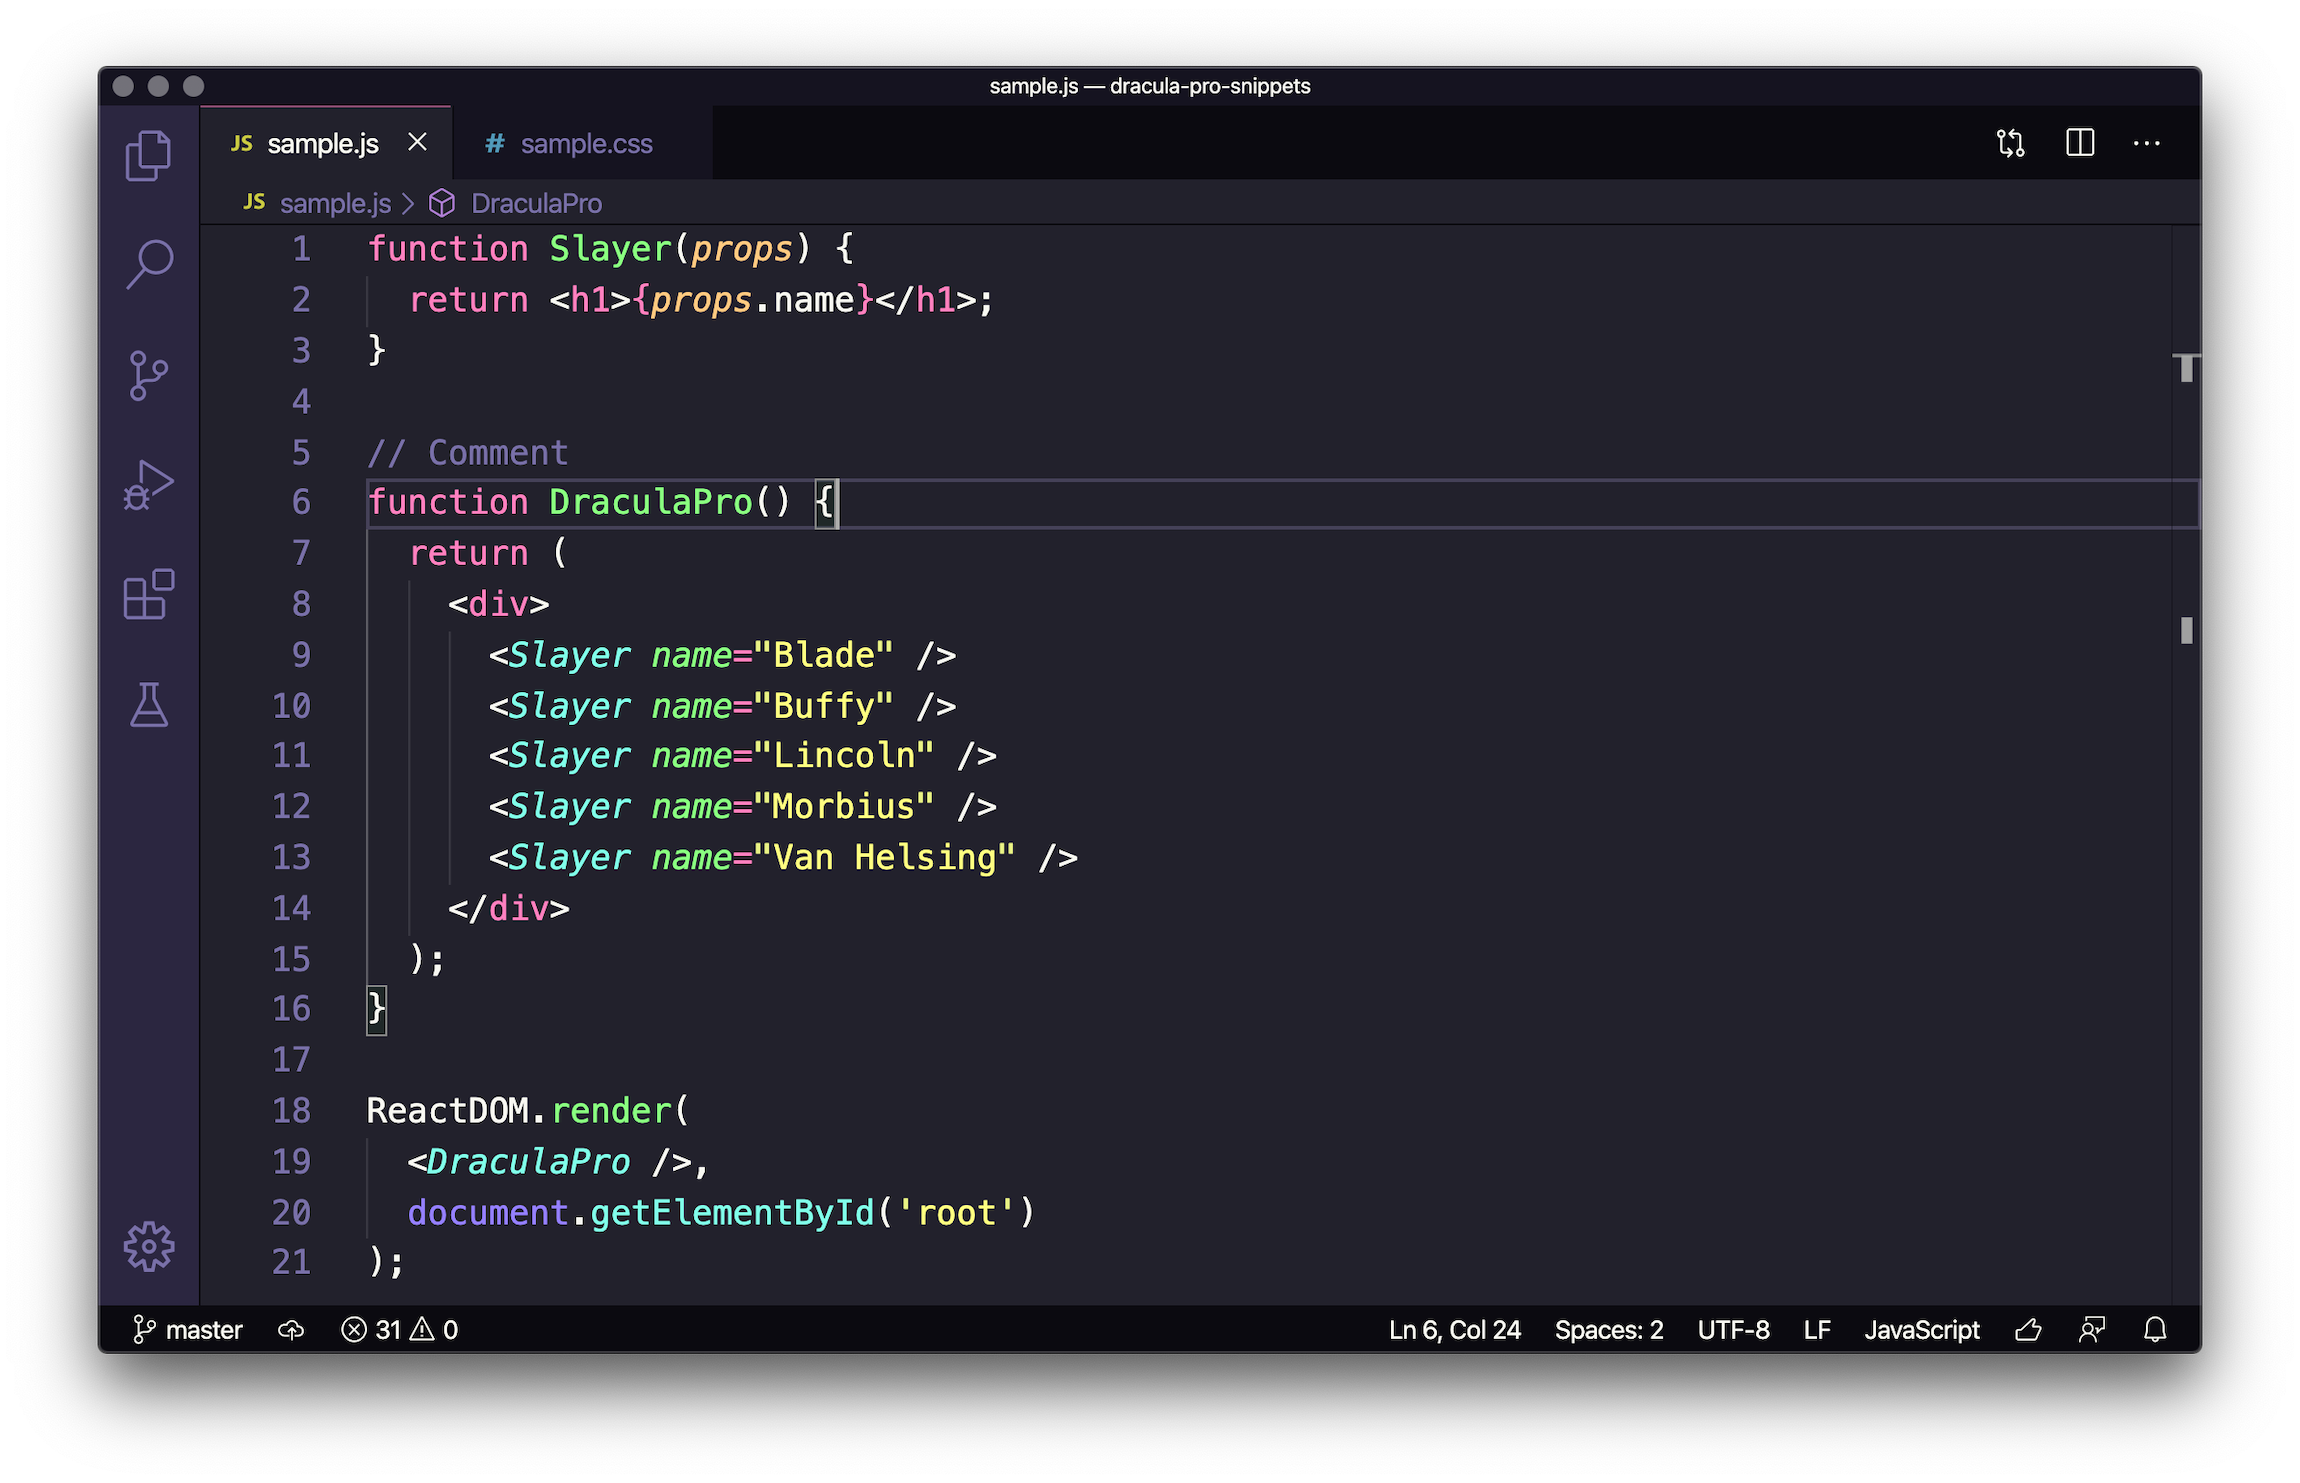 sample.js — dracula-pro-snippets
JS sample.js # sample.css
JS sample.js > DraculaPro
1 function Slayer(props) {
2   return <h1>{props.name}</h1>;
3 }
4
5 // Comment
6 function DraculaPro() {
7   return (
8     <div>
9       <Slayer name="Blade" />
10       <Slayer name="Buffy" />
11       <Slayer name="Lincoln" />
12       <Slayer name="Morbius" />
13       <Slayer name="Van Helsing" />
14     </div>
15   );
16 }
17
18 ReactDOM.render(
19   <DraculaPro />,
20   document.getElementById('root')
21 );
master 31 0 Ln 6, Col 24 Spaces: 2 UTF-8 LF JavaScript